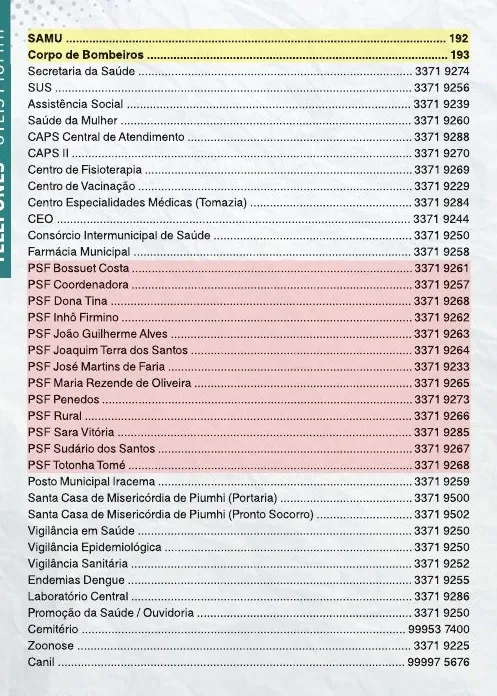 TELEFONES ÚTEIS PIUMHI
SAMU ........ 192
Corpo de Bombeiros ........ 193
Secretaria da Saúde ........ 3371 9274
SUS ........ 3371 9256
Assistência Social ........ 3371 9239
Saúde da Mulher ........ 3371 9260
CAPS Central de Atendimento ........ 3371 9288
CAPS II ........ 3371 9270
Centro de Fisioterapia ........ 3371 9269
Centro de Vacinação ........ 3371 9229
Centro Especialidades Médicas (Tomazia) ........ 3371 9284
CEO ........ 3371 9244
Consórcio Intermunicipal de Saúde ........ 3371 9250
Farmácia Municipal ........ 3371 9258
PSF Bossuet Costa ........ 3371 9261
PSF Coordenadora ........ 3371 9257
PSF Dona Tina ........ 3371 9268
PSF Inhô Firmino ........ 3371 9262
PSF João Guilherme Alves ........ 3371 9263
PSF Joaquim Terra dos Santos ........ 3371 9264
PSF José Martins de Faria ........ 3371 9233
PSF Maria Rezende de Oliveira ........ 3371 9265
PSF Penedos ........ 3371 9273
PSF Rural ........ 3371 9266
PSF Sara Vitória ........ 3371 9285
PSF Sudário dos Santos ........ 3371 9267
PSF Totonha Tomé ........ 3371 9268
Posto Municipal Iracema ........ 3371 9259
Santa Casa de Misericórdia de Piumhi (Portaria) ........ 3371 9500
Santa Casa de Misericórdia de Piumhi (Pronto Socorro) ........ 3371 9502
Vigilância em Saúde ........ 3371 9250
Vigilância Epidemiológica ........ 3371 9250
Vigilância Sanitária ........ 3371 9252
Endemias Dengue ........ 3371 9255
Laboratório Central ........ 3371 9286
Promoção da Saúde / Ouvidoria ........ 3371 9250
Cemitério ........ 99953 7400
Zoonose ........ 3371 9225
Canil ........ 99997 5676